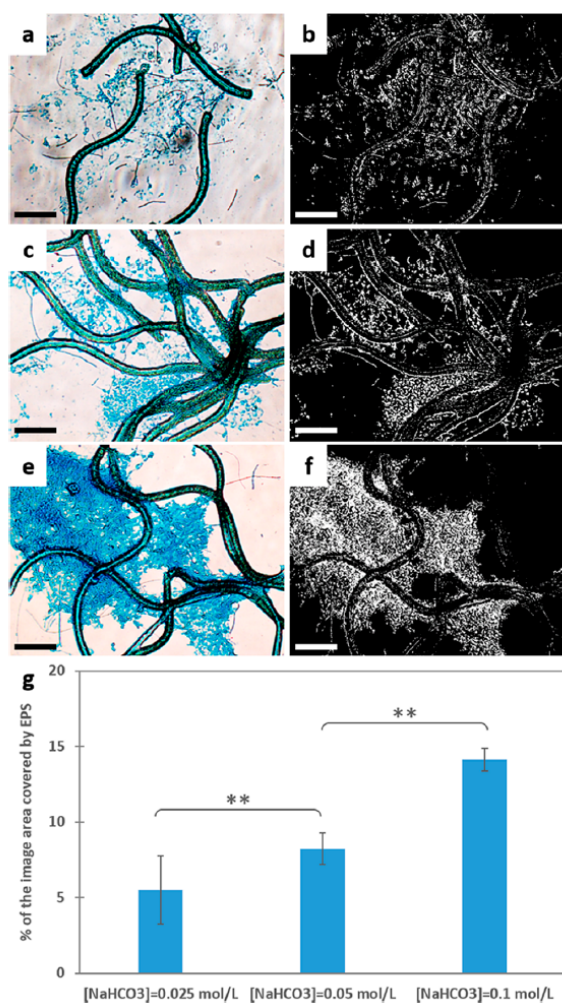 a
b
c
d
e
f
g
% of the image area covered by EPS
20
15
10
5
0
**
**
[NaHCO3]=0.025 mol/L
[NaHCO3]=0.05 mol/L
[NaHCO3]=0.1 mol/L